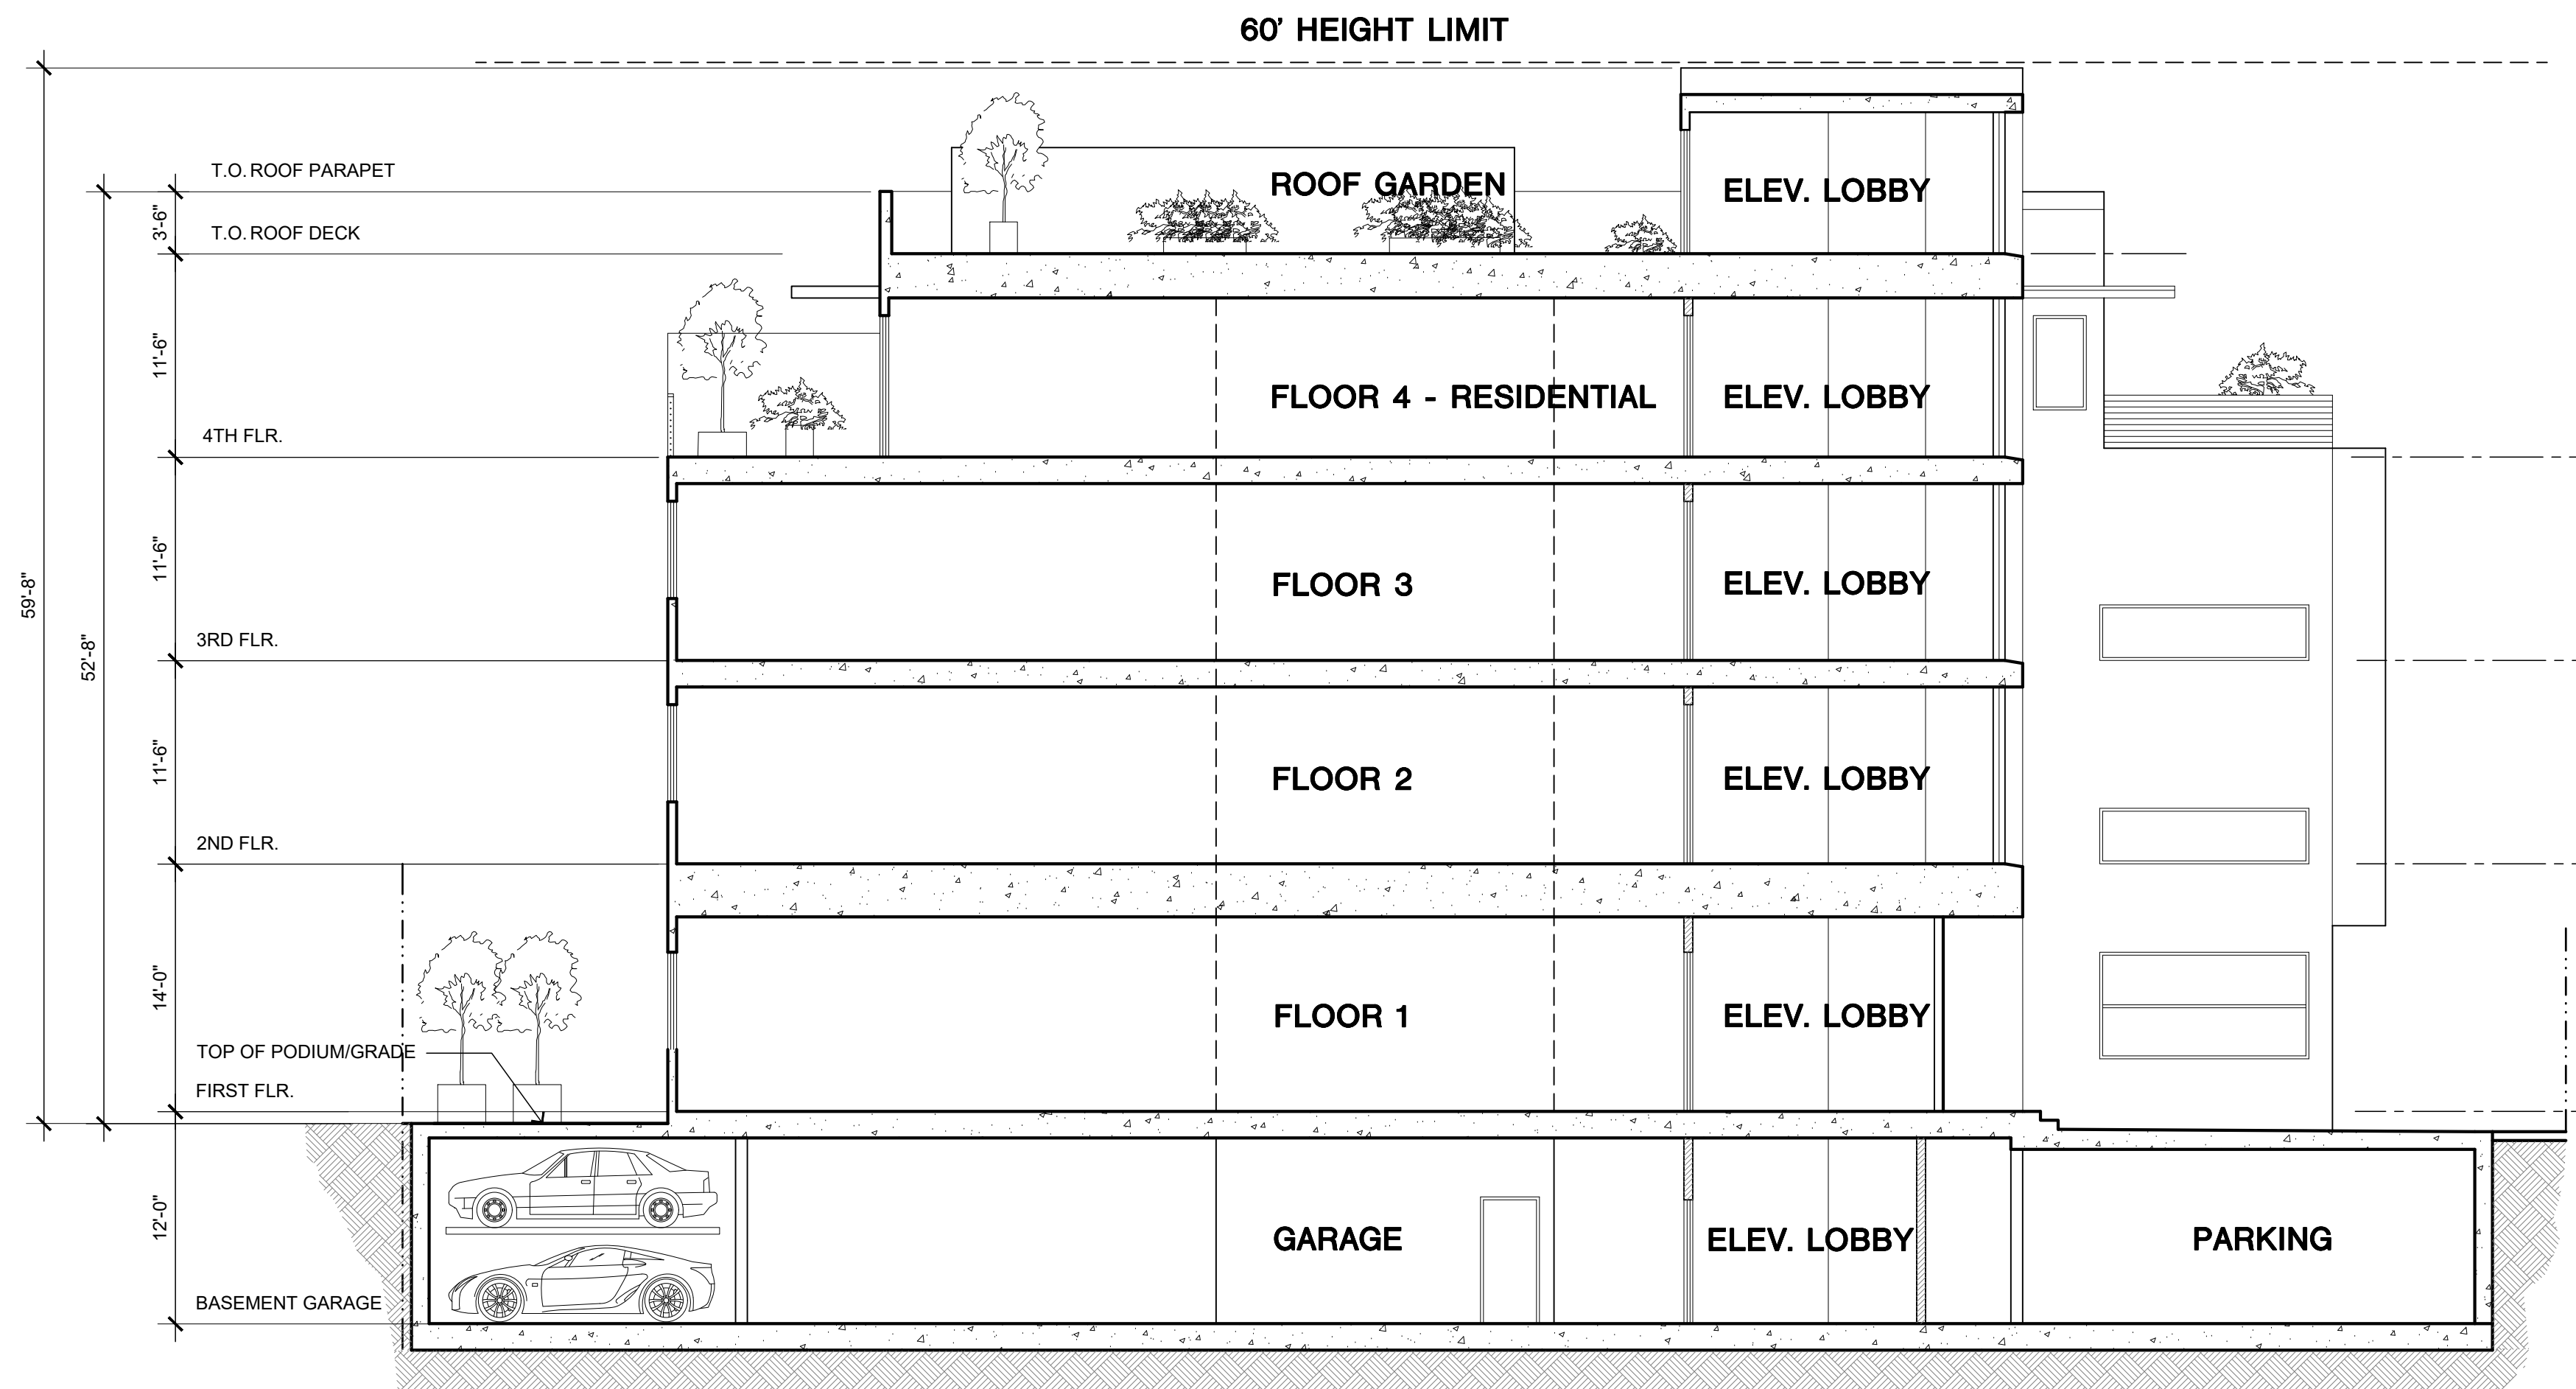 60' HEIGHT LIMIT
T.O. ROOF PARAPET
ROOF GARDEN
ELEV. LOBBY
3'-6"
T.O. ROOF DECK
11'-6"
FLOOR 4 - RESIDENTIAL
ELEV. LOBBY
4TH FLR.
11'-6"
FLOOR 3
ELEV. LOBBY
59'-8"
52'-8"
3RD FLR.
11'-6"
FLOOR 2
ELEV. LOBBY
2ND FLR.
14'-0"
FLOOR 1
ELEV. LOBBY
TOP OF PODIUM/GRADE
FIRST FLR.
12'-0"
GARAGE
ELEV. LOBBY
PARKING
BASEMENT GARAGE